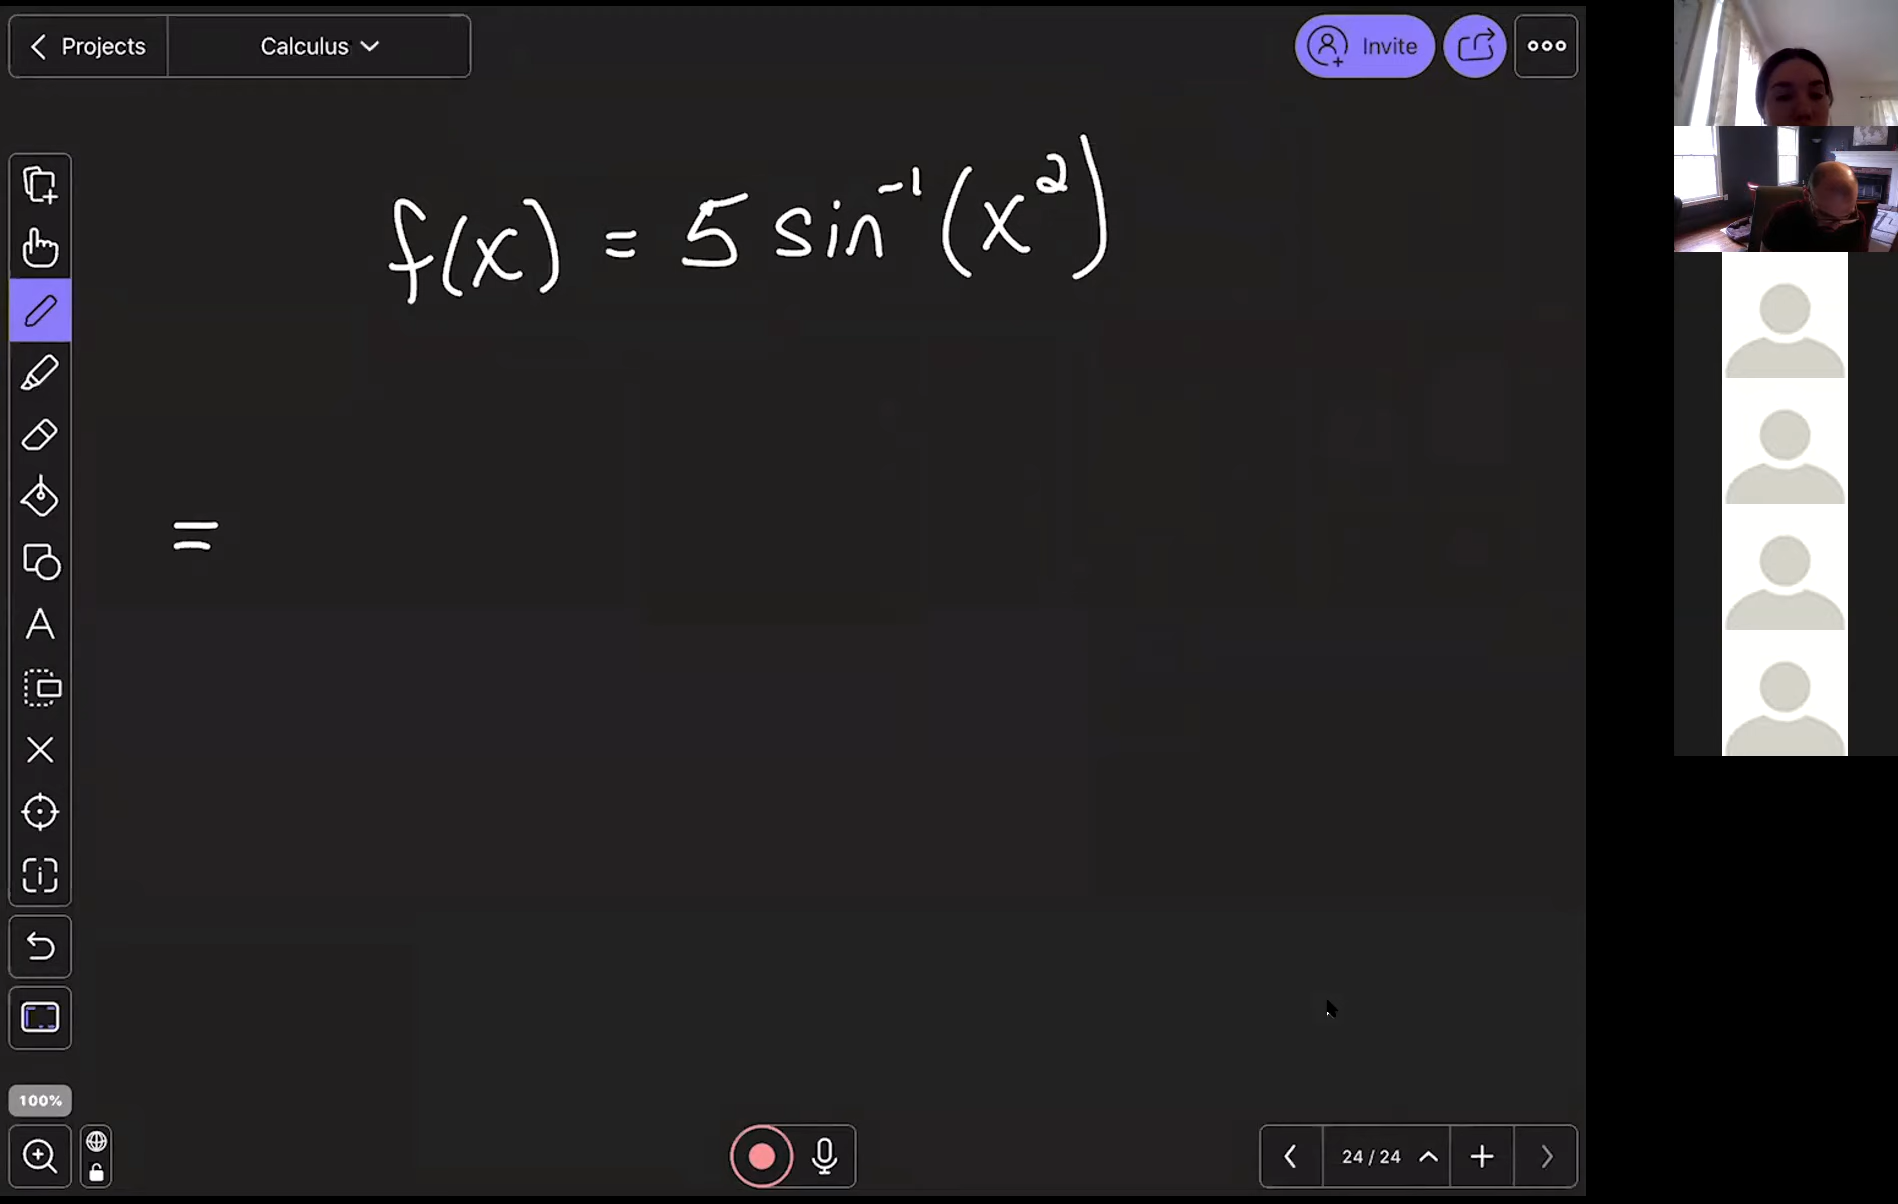 Projects
Calculus
Invite
f(x) = 5 sin⁻¹(x²)
=
A
100%
24 / 24